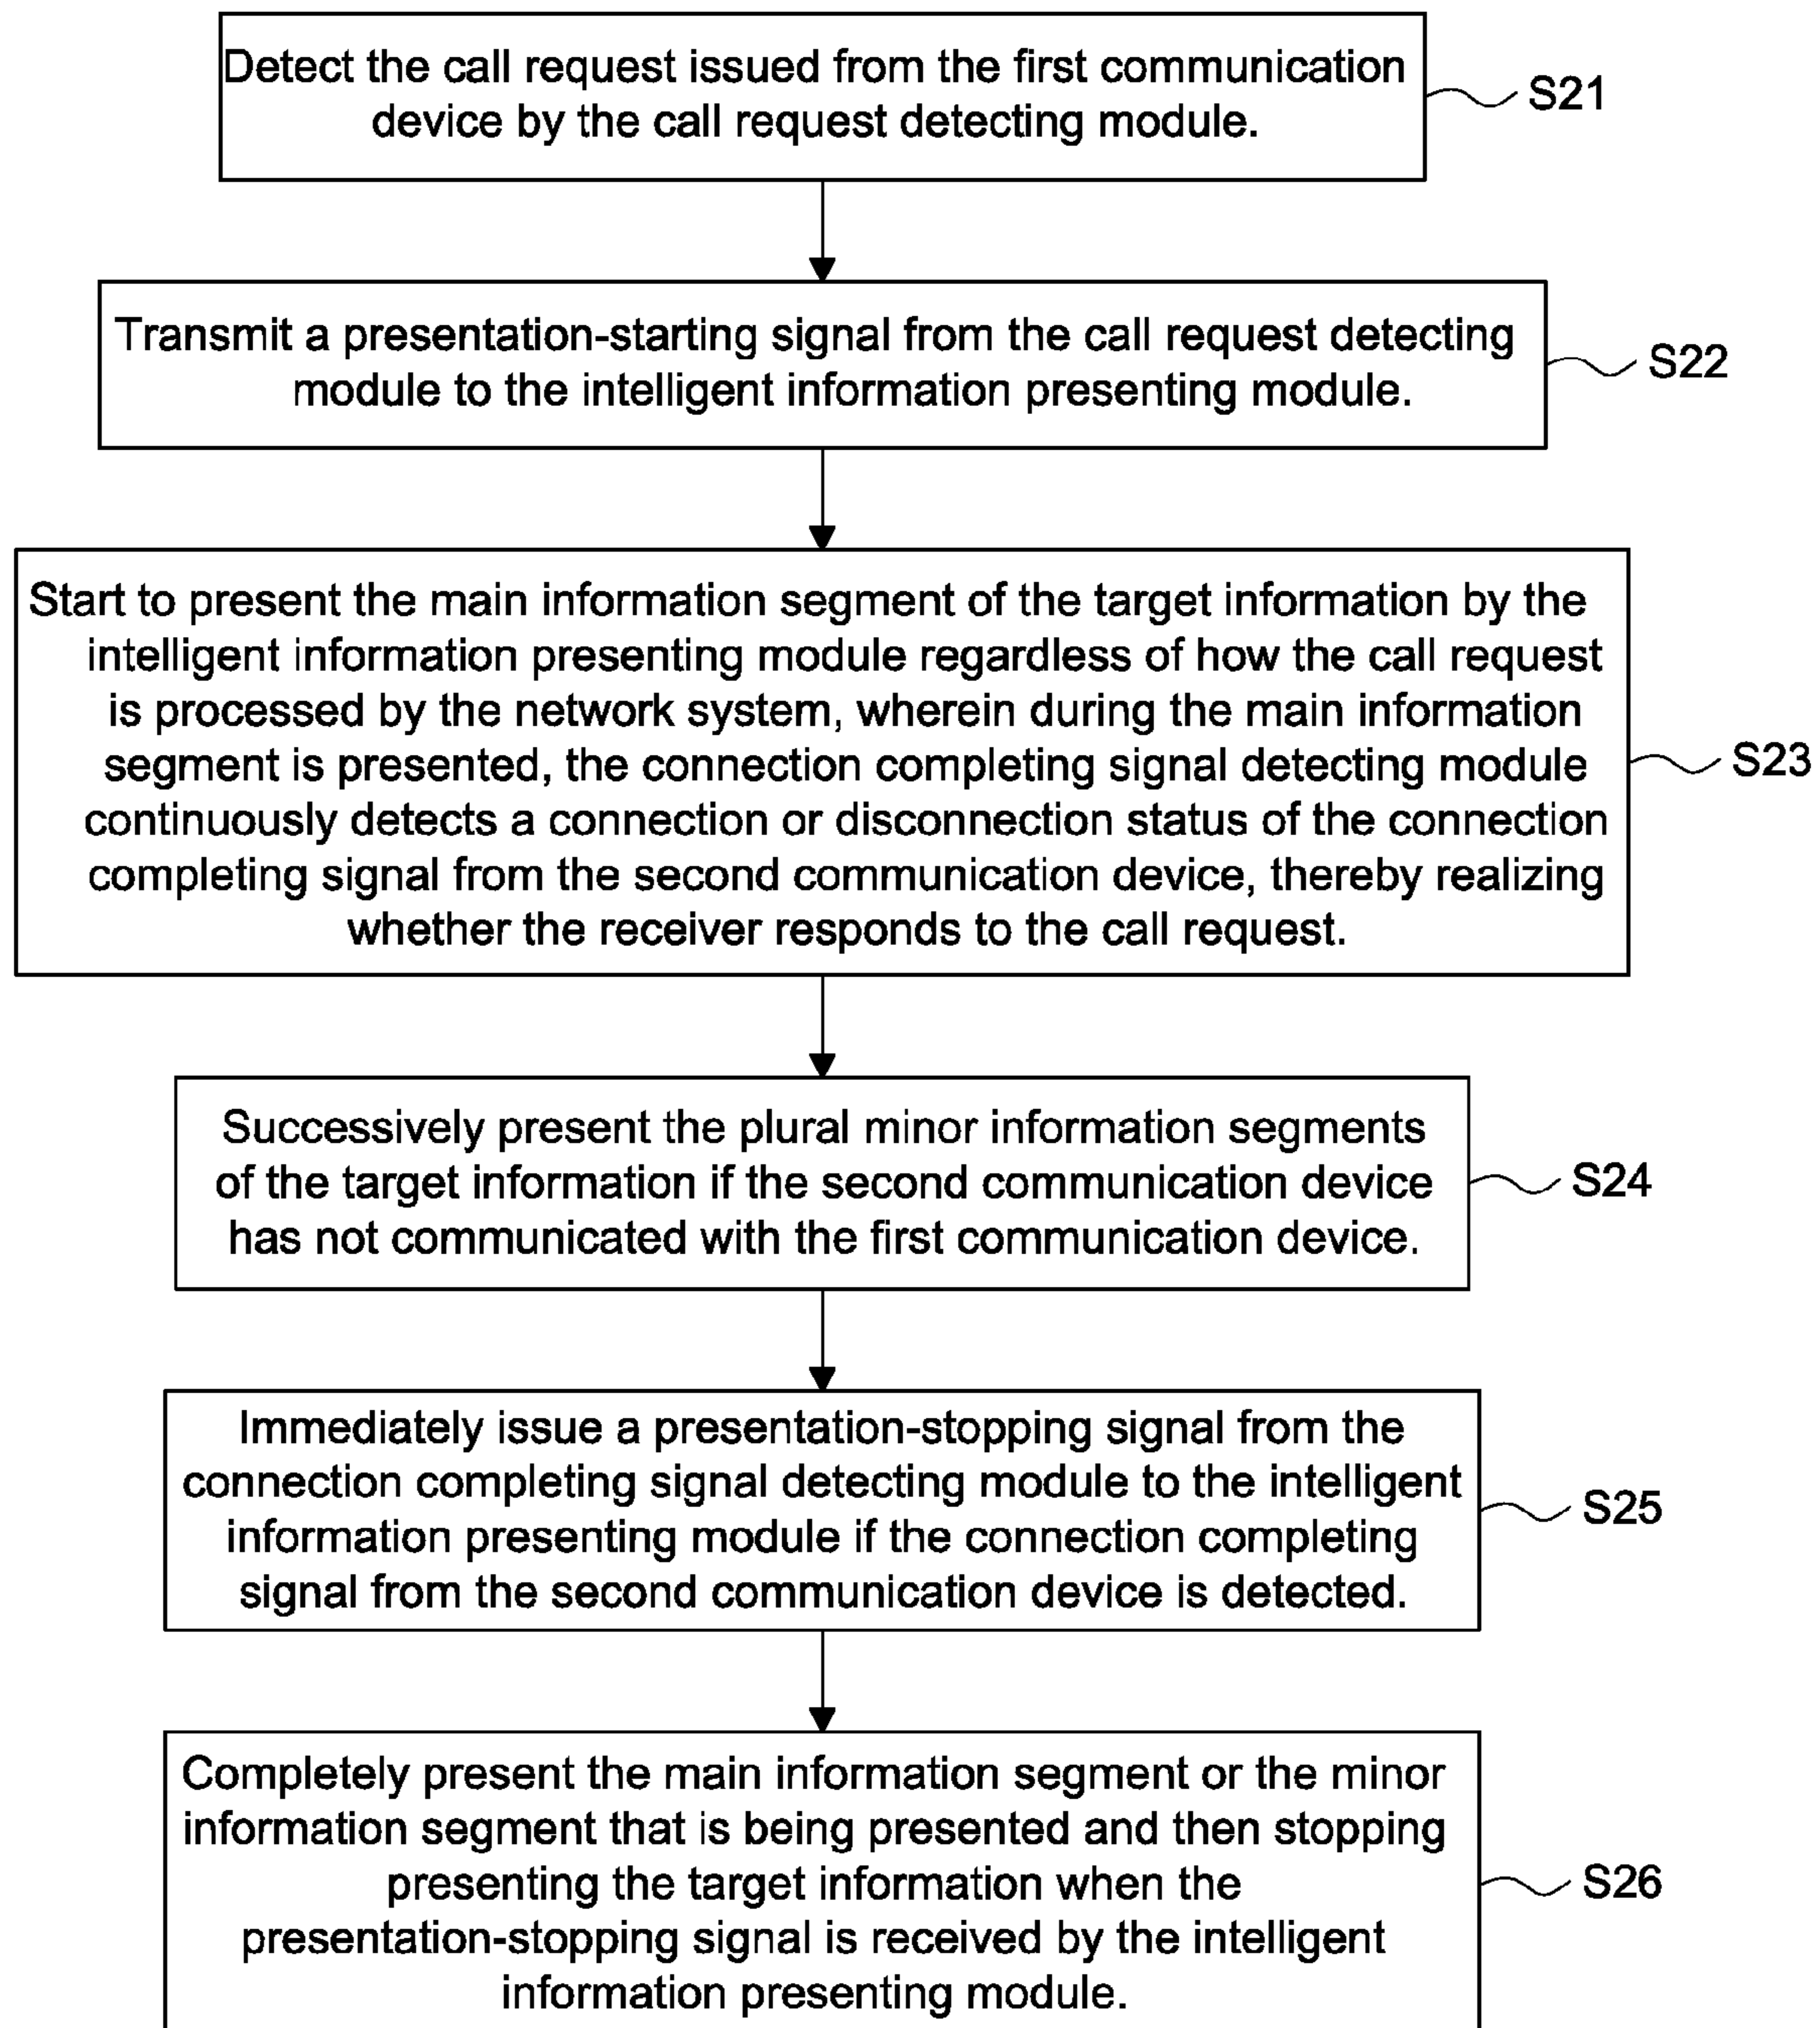 Detect the call request issued from the first communication
device by the call request detecting module.
S21
Transmit a presentation-starting signal from the call request detecting
module to the intelligent information presenting module.
S22
Start to present the main information segment of the target information by the
intelligent information presenting module regardless of how the call request
is processed by the network system, wherein during the main information
segment is presented, the connection completing signal detecting module
continuously detects a connection or disconnection status of the connection
completing signal from the second communication device, thereby realizing
whether the receiver responds to the call request.
S23
Successively present the plural minor information segments
of the target information if the second communication device
has not communicated with the first communication device.
S24
Immediately issue a presentation-stopping signal from the
connection completing signal detecting module to the intelligent
information presenting module if the connection completing
signal from the second communication device is detected.
S25
Completely present the main information segment or the minor
information segment that is being presented and then stopping
presenting the target information when the
presentation-stopping signal is received by the intelligent
information presenting module.
S26